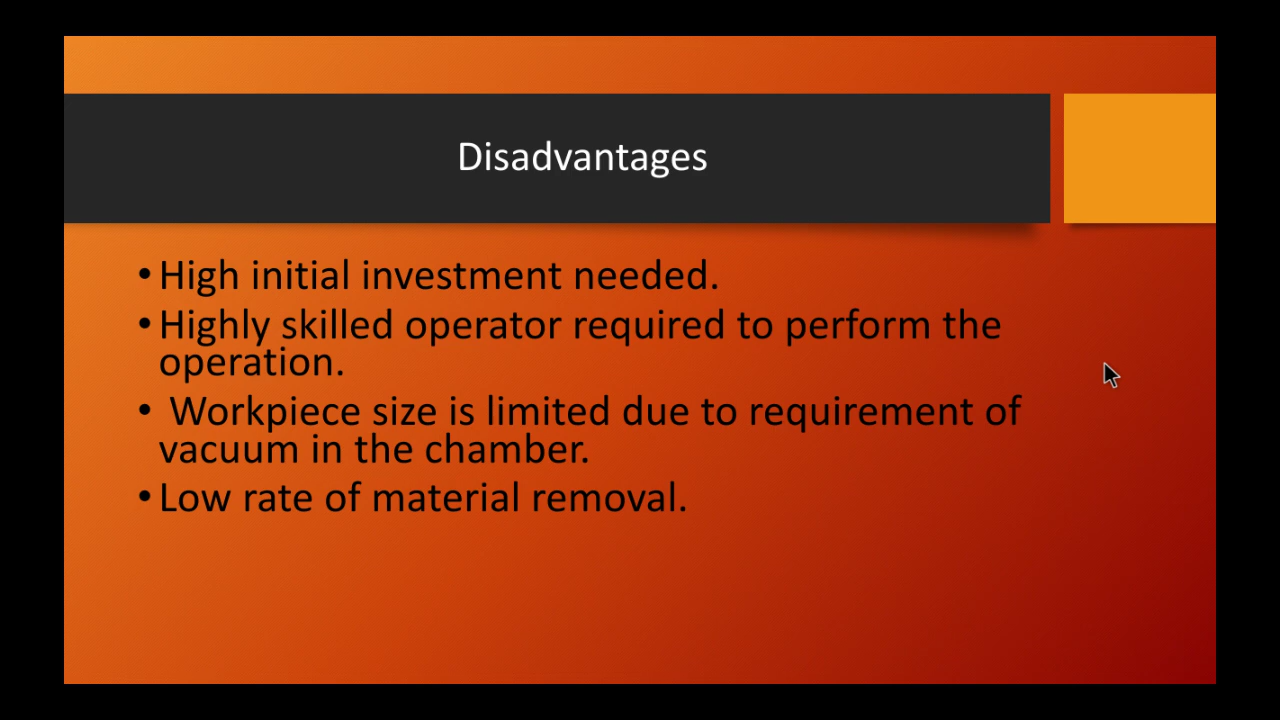 Disadvantages
•High initial investment needed.
•Highly skilled operator required to perform the
operation.
• Workpiece size is limited due to requirement of
vacuum in the chamber.
•Low rate of material removal.